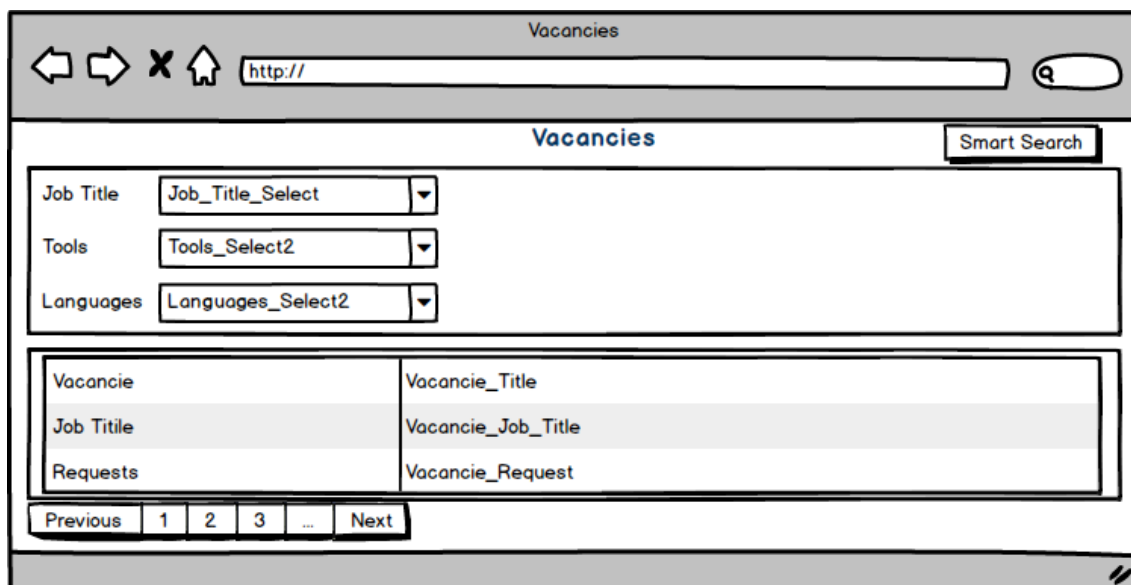 Vacancies
http://
Vacancies
Smart Search
Job Title Job_Title_Select
Tools Tools_Select2
Languages Languages_Select2
Vacancie Vacancie_Title
Job Titile Vacancie_Job_Title
Requests Vacancie_Request
Previous 1 2 3 ... Next